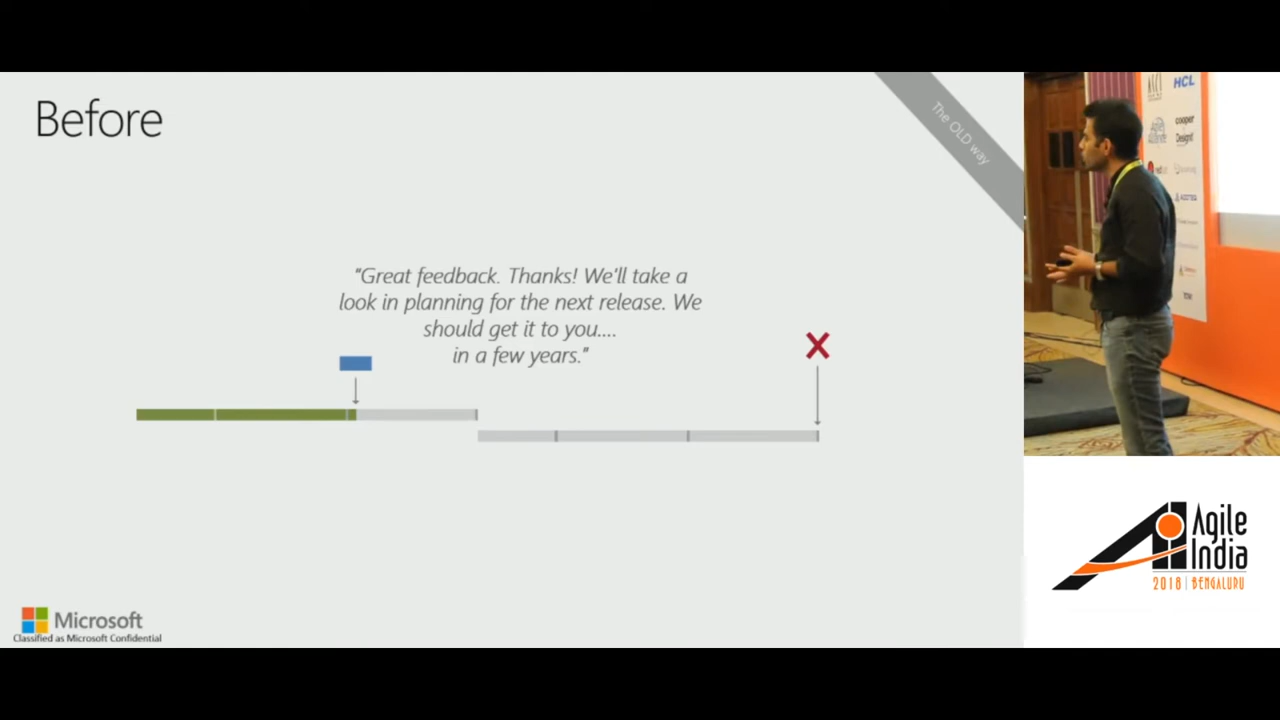 Before
The OLD way
"Great feedback. Thanks! We'll take a
look in planning for the next release. We
should get it to you....
in a few years."
Microsoft
Classified as Microsoft Confidential
HCL
cooper
Designit
Agile
India
2018 | BENGALURU